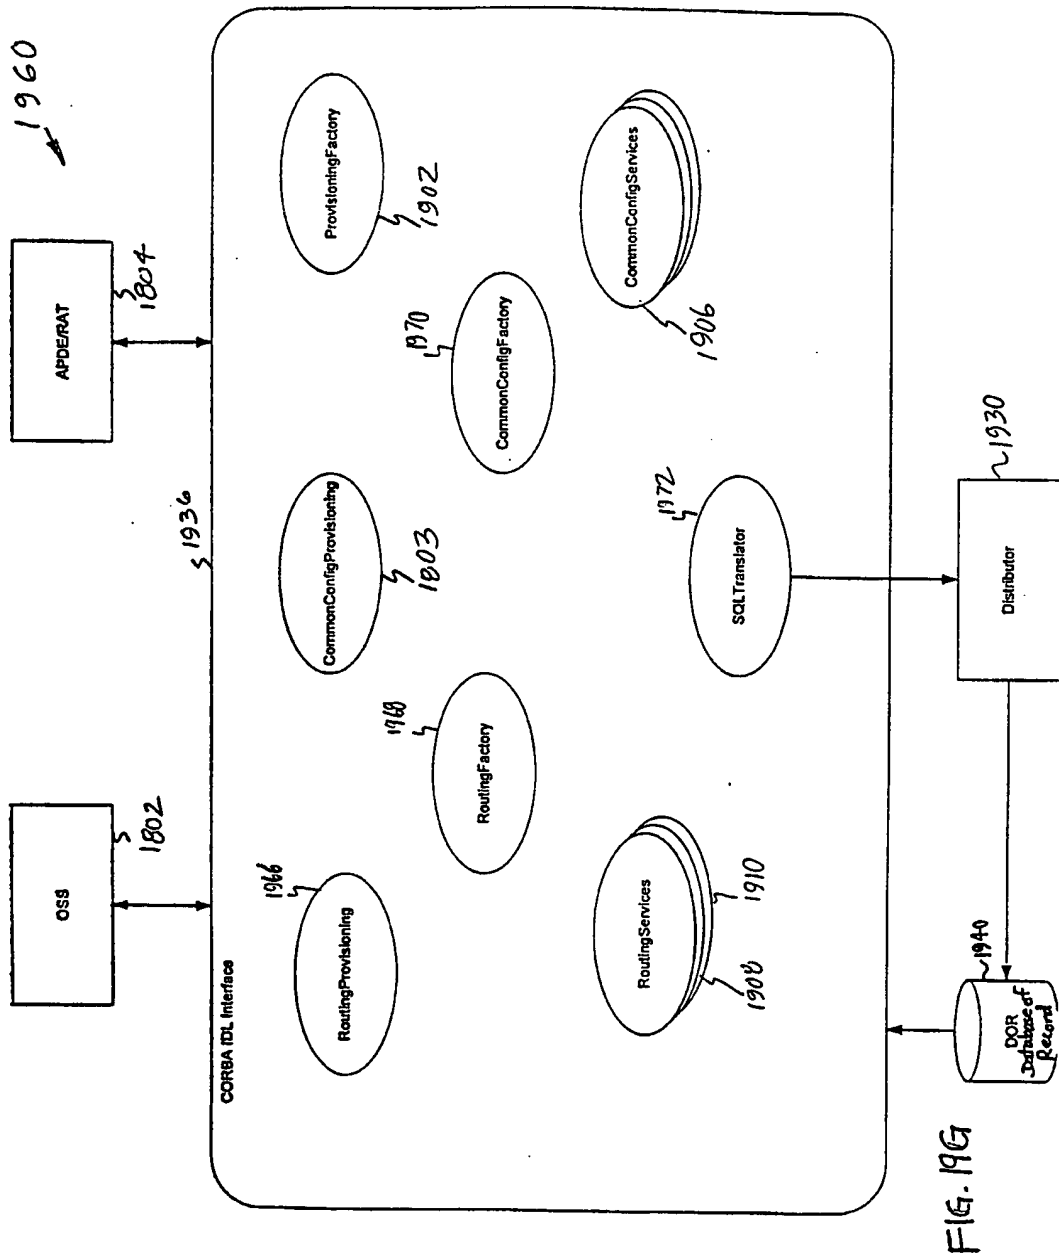 1960
OSS
1802
APDE/RAT
1804
1936
CORBA IDL Interface
RoutingProvisioning
1966
CommonConfigProvisioning
1803
ProvisioningFactory
1902
RoutingFactory
1968
CommonConfigFactory
1970
RoutingServices
1908
1910
CommonConfigServices
1906
SQLTranslator
1972
DOR
Database of
Record
1940
Distributor
1930
FIG. 19G